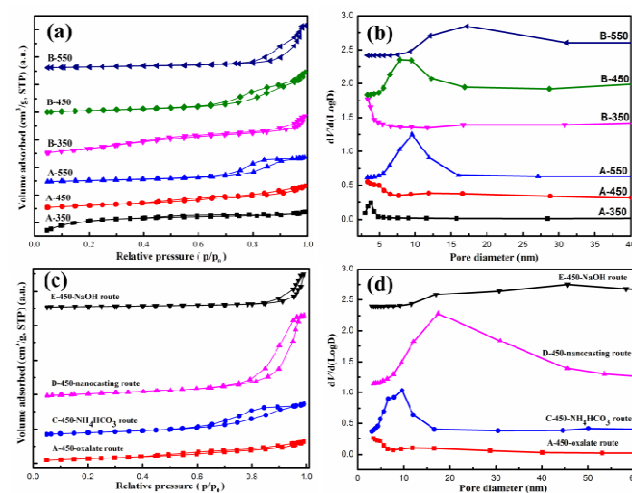 (a)
B-550
B-450
B-350
A-550
A-450
A-350
Volume adsorbed (cm³/g, STP) (a.u.)
0.0 0.2 0.4 0.6 0.8 1.0
Relative pressure ( p/p₀ )
(b)
3.0
2.5
2.0
1.5
1.0
0.5
0.0
B-550
B-450
B-350
A-550
A-450
A-350
dV/d(LogD)
5 10 15 20 25 30 35 40
Pore diameter (nm)
(c)
E-450-NaOH route
D-450-nanocasting route
C-450-NH₄HCO₃ route
A-450-oxalate route
Volume adsorbed (cm³/g, STP) (a.u.)
0.0 0.2 0.4 0.6 0.8 1.0
Relative pressure ( p/p₀ )
(d)
3.0
2.5
2.0
1.5
1.0
0.5
0.0
E-450-NaOH route
D-450-nanocasting route
C-450-NH₄HCO₃ route
A-450-oxalate route
dV/d(LogD)
0 10 20 30 40 50
Pore diameter (nm)